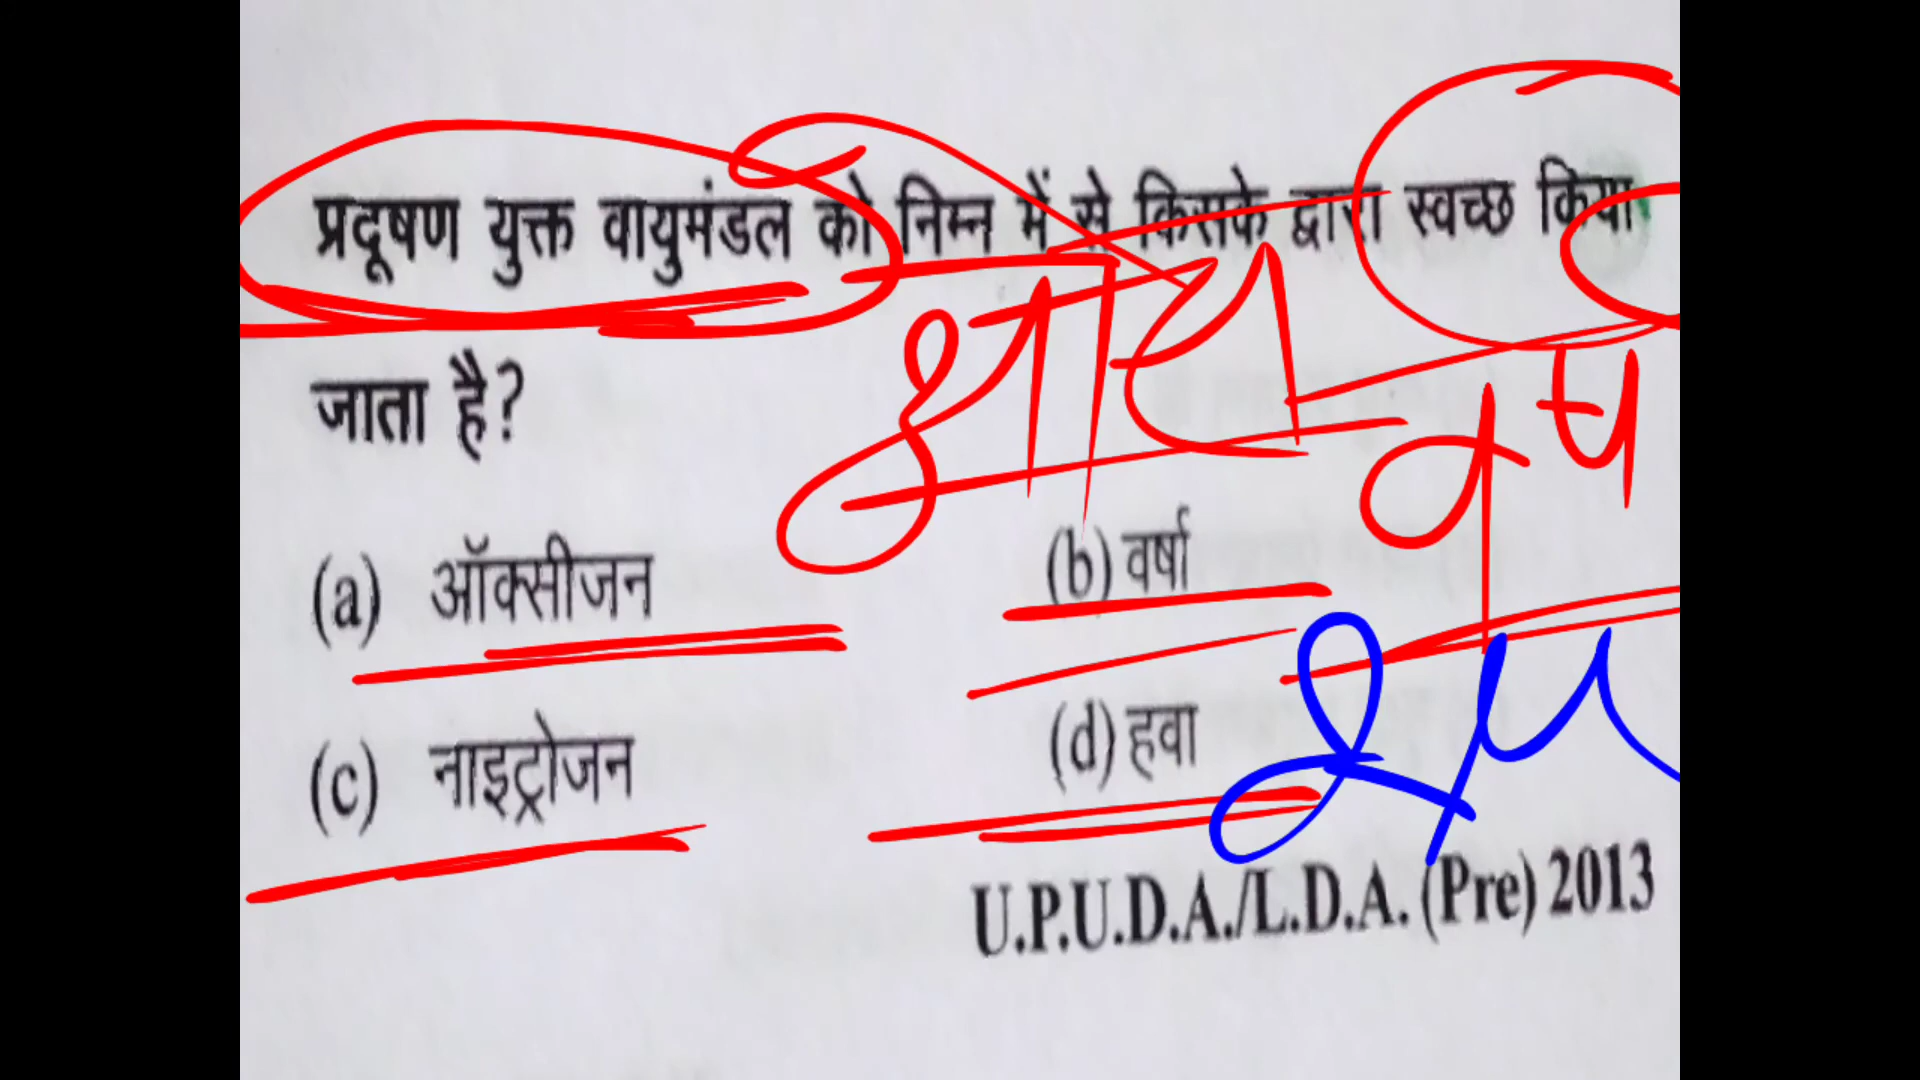 प्रदूषण युक्त वायुमंडल को निम्न में से किसके द्वारा स्वच्छ किया
जाता है?
(a) ऑक्सीजन
(b) वर्षा
(c) नाइट्रोजन
(d) हवा
U.P.U.D.A./L.D.A. (Pre) 2013